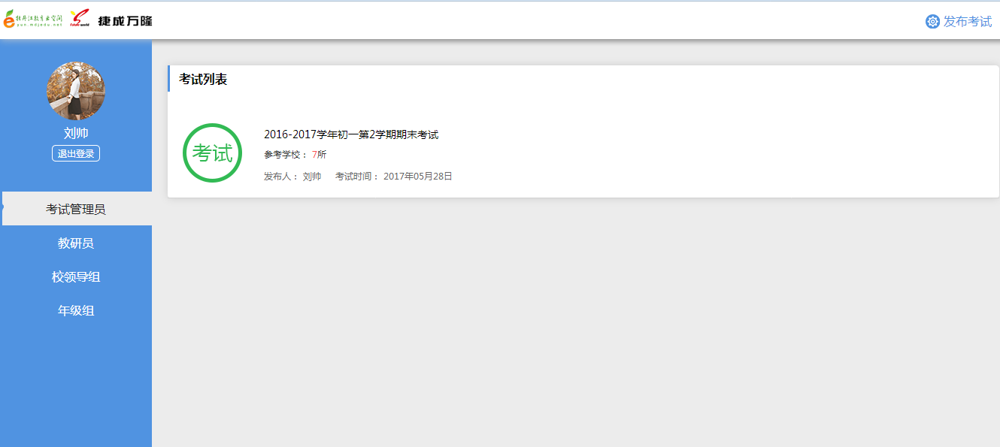 牡丹江教育云空间
yun.mdjedu.net
Future world
捷成万隆
发布考试
刘帅
退出登录
考试管理员
教研员
校领导组
年级组
考试列表
考试
2016-2017学年初一第2学期期末考试
参考学校： 7所
发布人： 刘帅 考试时间： 2017年05月28日